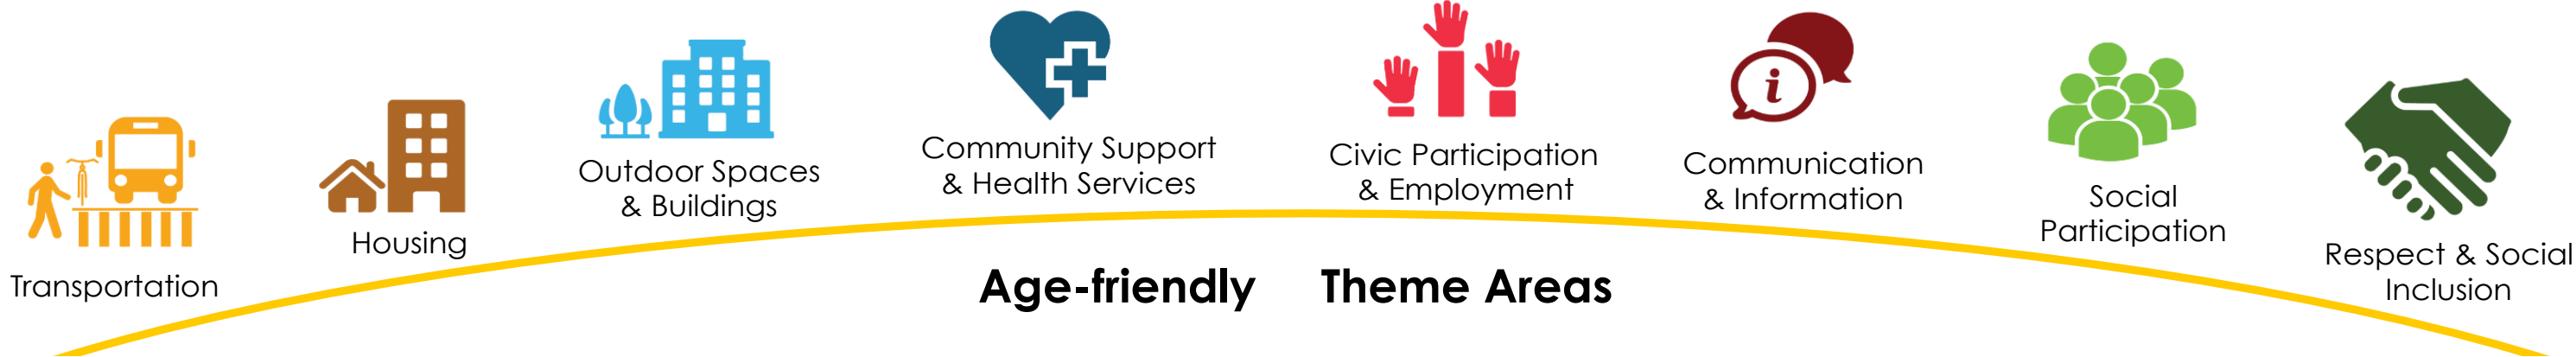 Transportation
Housing
Outdoor Spaces
& Buildings
Community Support
& Health Services
Civic Participation
& Employment
i
Communication
& Information
Social
Participation
Respect & Social
Inclusion
Age-friendly Theme Areas